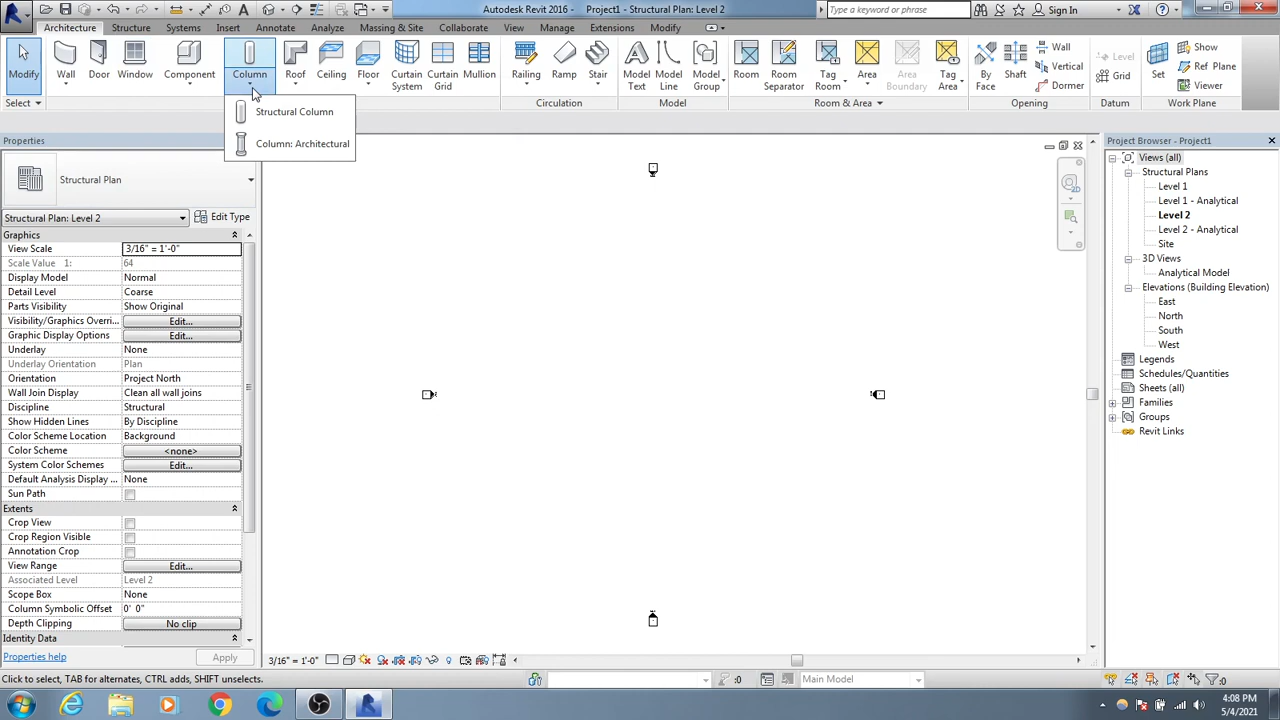 Autodesk Revit 2016 - Project1 - Structural Plan: Level 2
Type a keyword or phrase
Sign In
Architecture
Structure
Systems
Insert
Annotate
Analyze
Massing & Site
Collaborate
View
Manage
Extensions
Modify
Modify
Wall
Door
Window
Component
Column
Roof
Ceiling
Floor
Curtain System
Curtain Grid
Mullion
Railing
Ramp
Stair
Model Text
Model Line
Model Group
Room
Room Separator
Tag Room
Area
Area Boundary
Tag Area
By Face
Shaft
Wall
Vertical
Dormer
Level
Grid
Set
Show
Ref Plane
Viewer
Select
Circulation
Model
Room & Area
Opening
Datum
Work Plane
Structural Column
Column: Architectural
Properties
Structural Plan
Structural Plan: Level 2
Edit Type
Graphics
View Scale 3/16" = 1'-0"
Scale Value 1: 64
Display Model Normal
Detail Level Coarse
Parts Visibility Show Original
Visibility/Graphics Overri... Edit...
Graphic Display Options Edit...
Underlay None
Underlay Orientation Plan
Orientation Project North
Wall Join Display Clean all wall joins
Discipline Structural
Show Hidden Lines By Discipline
Color Scheme Location Background
Color Scheme <none>
System Color Schemes Edit...
Default Analysis Display ... None
Sun Path
Extents
Crop View
Crop Region Visible
Annotation Crop
View Range Edit...
Associated Level Level 2
Scope Box None
Column Symbolic Offset 0' 0"
Depth Clipping No clip
Identity Data
Properties help
Apply
2D
3/16" = 1'-0"
Project Browser - Project1
Views (all)
Structural Plans
Level 1
Level 1 - Analytical
Level 2
Level 2 - Analytical
Site
3D Views
Analytical Model
Elevations (Building Elevation)
East
North
South
West
Legends
Schedules/Quantities
Sheets (all)
Families
Groups
Revit Links
Click to select, TAB for alternates, CTRL adds, SHIFT unselects.
:0
Main Model
:0
4:08 PM
5/4/2021